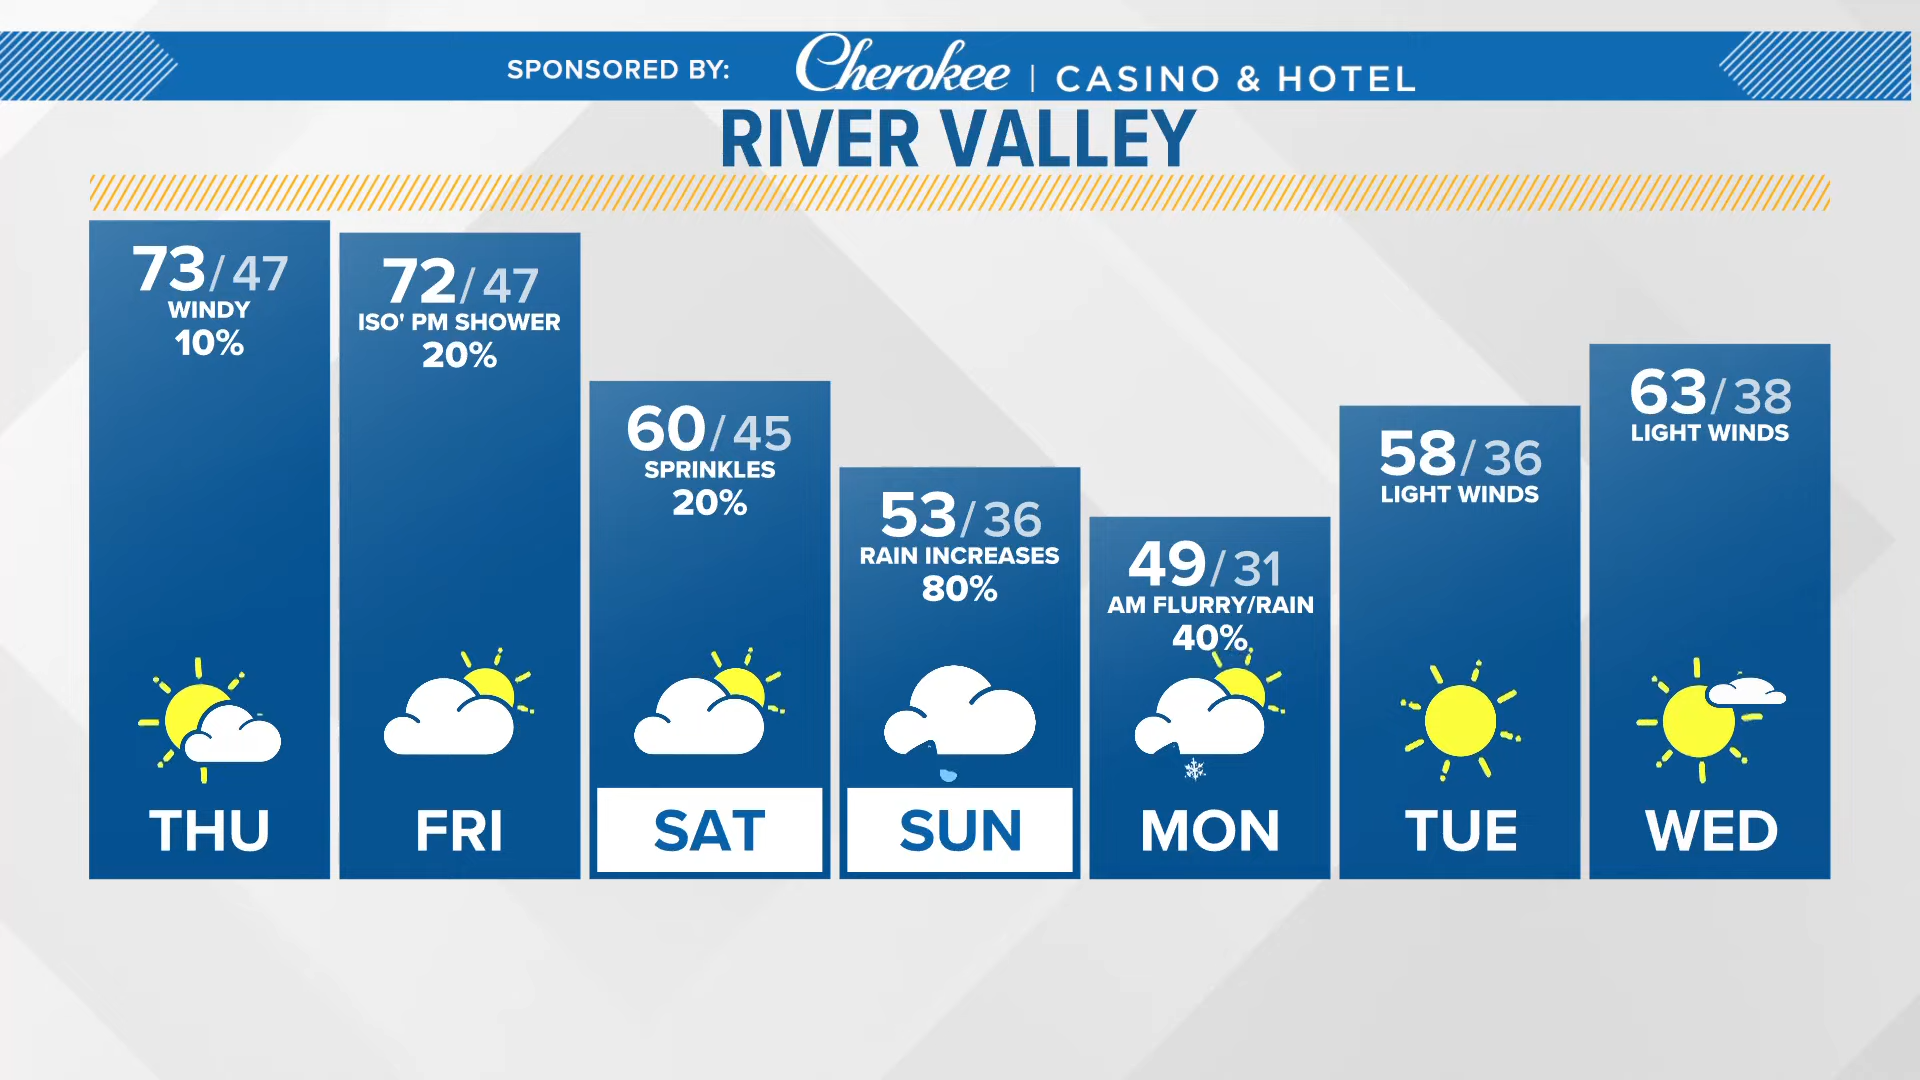 SPONSORED BY: Cherokee | CASINO & HOTEL
RIVER VALLEY
73/47
WINDY
10%
THU
72/47
ISO' PM SHOWER
20%
FRI
60/45
SPRINKLES
20%
SAT
53/36
RAIN INCREASES
80%
SUN
49/31
AM FLURRY/RAIN
40%
MON
58/36
LIGHT WINDS
TUE
63/38
LIGHT WINDS
WED